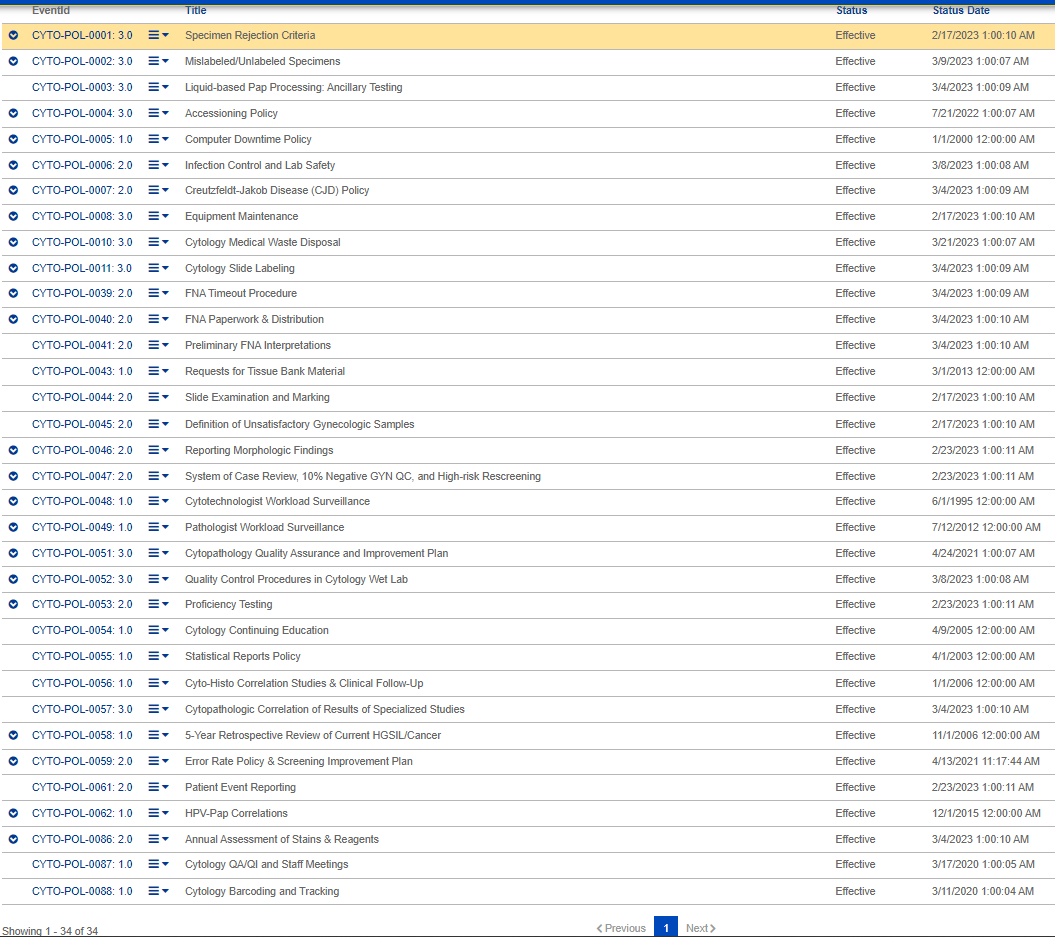 EventId Title Status Status Date
CYTO-POL-0001: 3.0 Specimen Rejection Criteria Effective 2/17/2023 1:00:10 AM
CYTO-POL-0002: 3.0 Mislabeled/Unlabeled Specimens Effective 3/9/2023 1:00:07 AM
CYTO-POL-0003: 3.0 Liquid-based Pap Processing: Ancillary Testing Effective 3/4/2023 1:00:09 AM
CYTO-POL-0004: 3.0 Accessioning Policy Effective 7/21/2022 1:00:07 AM
CYTO-POL-0005: 1.0 Computer Downtime Policy Effective 1/1/2000 12:00:00 AM
CYTO-POL-0006: 2.0 Infection Control and Lab Safety Effective 3/8/2023 1:00:08 AM
CYTO-POL-0007: 2.0 Creutzfeldt-Jakob Disease (CJD) Policy Effective 3/4/2023 1:00:09 AM
CYTO-POL-0008: 3.0 Equipment Maintenance Effective 2/17/2023 1:00:10 AM
CYTO-POL-0010: 3.0 Cytology Medical Waste Disposal Effective 3/21/2023 1:00:07 AM
CYTO-POL-0011: 3.0 Cytology Slide Labeling Effective 3/4/2023 1:00:09 AM
CYTO-POL-0039: 2.0 FNA Timeout Procedure Effective 3/4/2023 1:00:09 AM
CYTO-POL-0040: 2.0 FNA Paperwork & Distribution Effective 3/4/2023 1:00:10 AM
CYTO-POL-0041: 2.0 Preliminary FNA Interpretations Effective 3/4/2023 1:00:10 AM
CYTO-POL-0043: 1.0 Requests for Tissue Bank Material Effective 3/1/2013 12:00:00 AM
CYTO-POL-0044: 2.0 Slide Examination and Marking Effective 2/17/2023 1:00:10 AM
CYTO-POL-0045: 2.0 Definition of Unsatisfactory Gynecologic Samples Effective 2/17/2023 1:00:10 AM
CYTO-POL-0046: 2.0 Reporting Morphologic Findings Effective 2/23/2023 1:00:11 AM
CYTO-POL-0047: 2.0 System of Case Review, 10% Negative GYN QC, and High-risk Rescreening Effective 2/23/2023 1:00:11 AM
CYTO-POL-0048: 1.0 Cytotechnologist Workload Surveillance Effective 6/1/1995 12:00:00 AM
CYTO-POL-0049: 1.0 Pathologist Workload Surveillance Effective 7/12/2012 12:00:00 AM
CYTO-POL-0051: 3.0 Cytopathology Quality Assurance and Improvement Plan Effective 4/24/2021 1:00:07 AM
CYTO-POL-0052: 3.0 Quality Control Procedures in Cytology Wet Lab Effective 3/8/2023 1:00:08 AM
CYTO-POL-0053: 2.0 Proficiency Testing Effective 2/23/2023 1:00:11 AM
CYTO-POL-0054: 1.0 Cytology Continuing Education Effective 4/9/2005 12:00:00 AM
CYTO-POL-0055: 1.0 Statistical Reports Policy Effective 4/1/2003 12:00:00 AM
CYTO-POL-0056: 1.0 Cyto-Histo Correlation Studies & Clinical Follow-Up Effective 1/1/2006 12:00:00 AM
CYTO-POL-0057: 3.0 Cytopathologic Correlation of Results of Specialized Studies Effective 3/4/2023 1:00:10 AM
CYTO-POL-0058: 1.0 5-Year Retrospective Review of Current HGSIL/Cancer Effective 11/1/2006 12:00:00 AM
CYTO-POL-0059: 2.0 Error Rate Policy & Screening Improvement Plan Effective 4/13/2021 11:17:44 AM
CYTO-POL-0061: 2.0 Patient Event Reporting Effective 2/23/2023 1:00:11 AM
CYTO-POL-0062: 1.0 HPV-Pap Correlations Effective 12/1/2015 12:00:00 AM
CYTO-POL-0086: 2.0 Annual Assessment of Stains & Reagents Effective 3/4/2023 1:00:10 AM
CYTO-POL-0087: 1.0 Cytology QA/QI and Staff Meetings Effective 3/17/2020 1:00:05 AM
CYTO-POL-0088: 1.0 Cytology Barcoding and Tracking Effective 3/11/2020 1:00:04 AM
Showing 1 - 34 of 34 Previous 1 Next